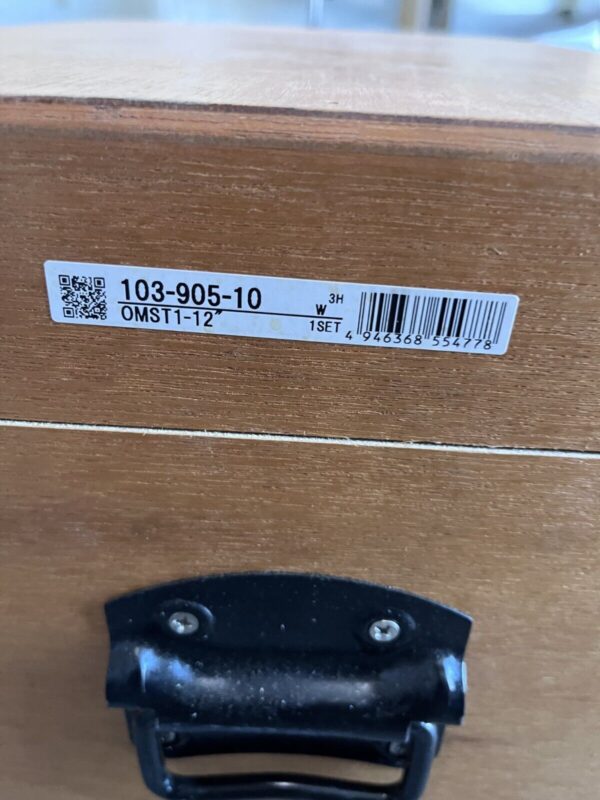 103-905-10
OMST1-12″
3H
W
1SET
4 946368 554778